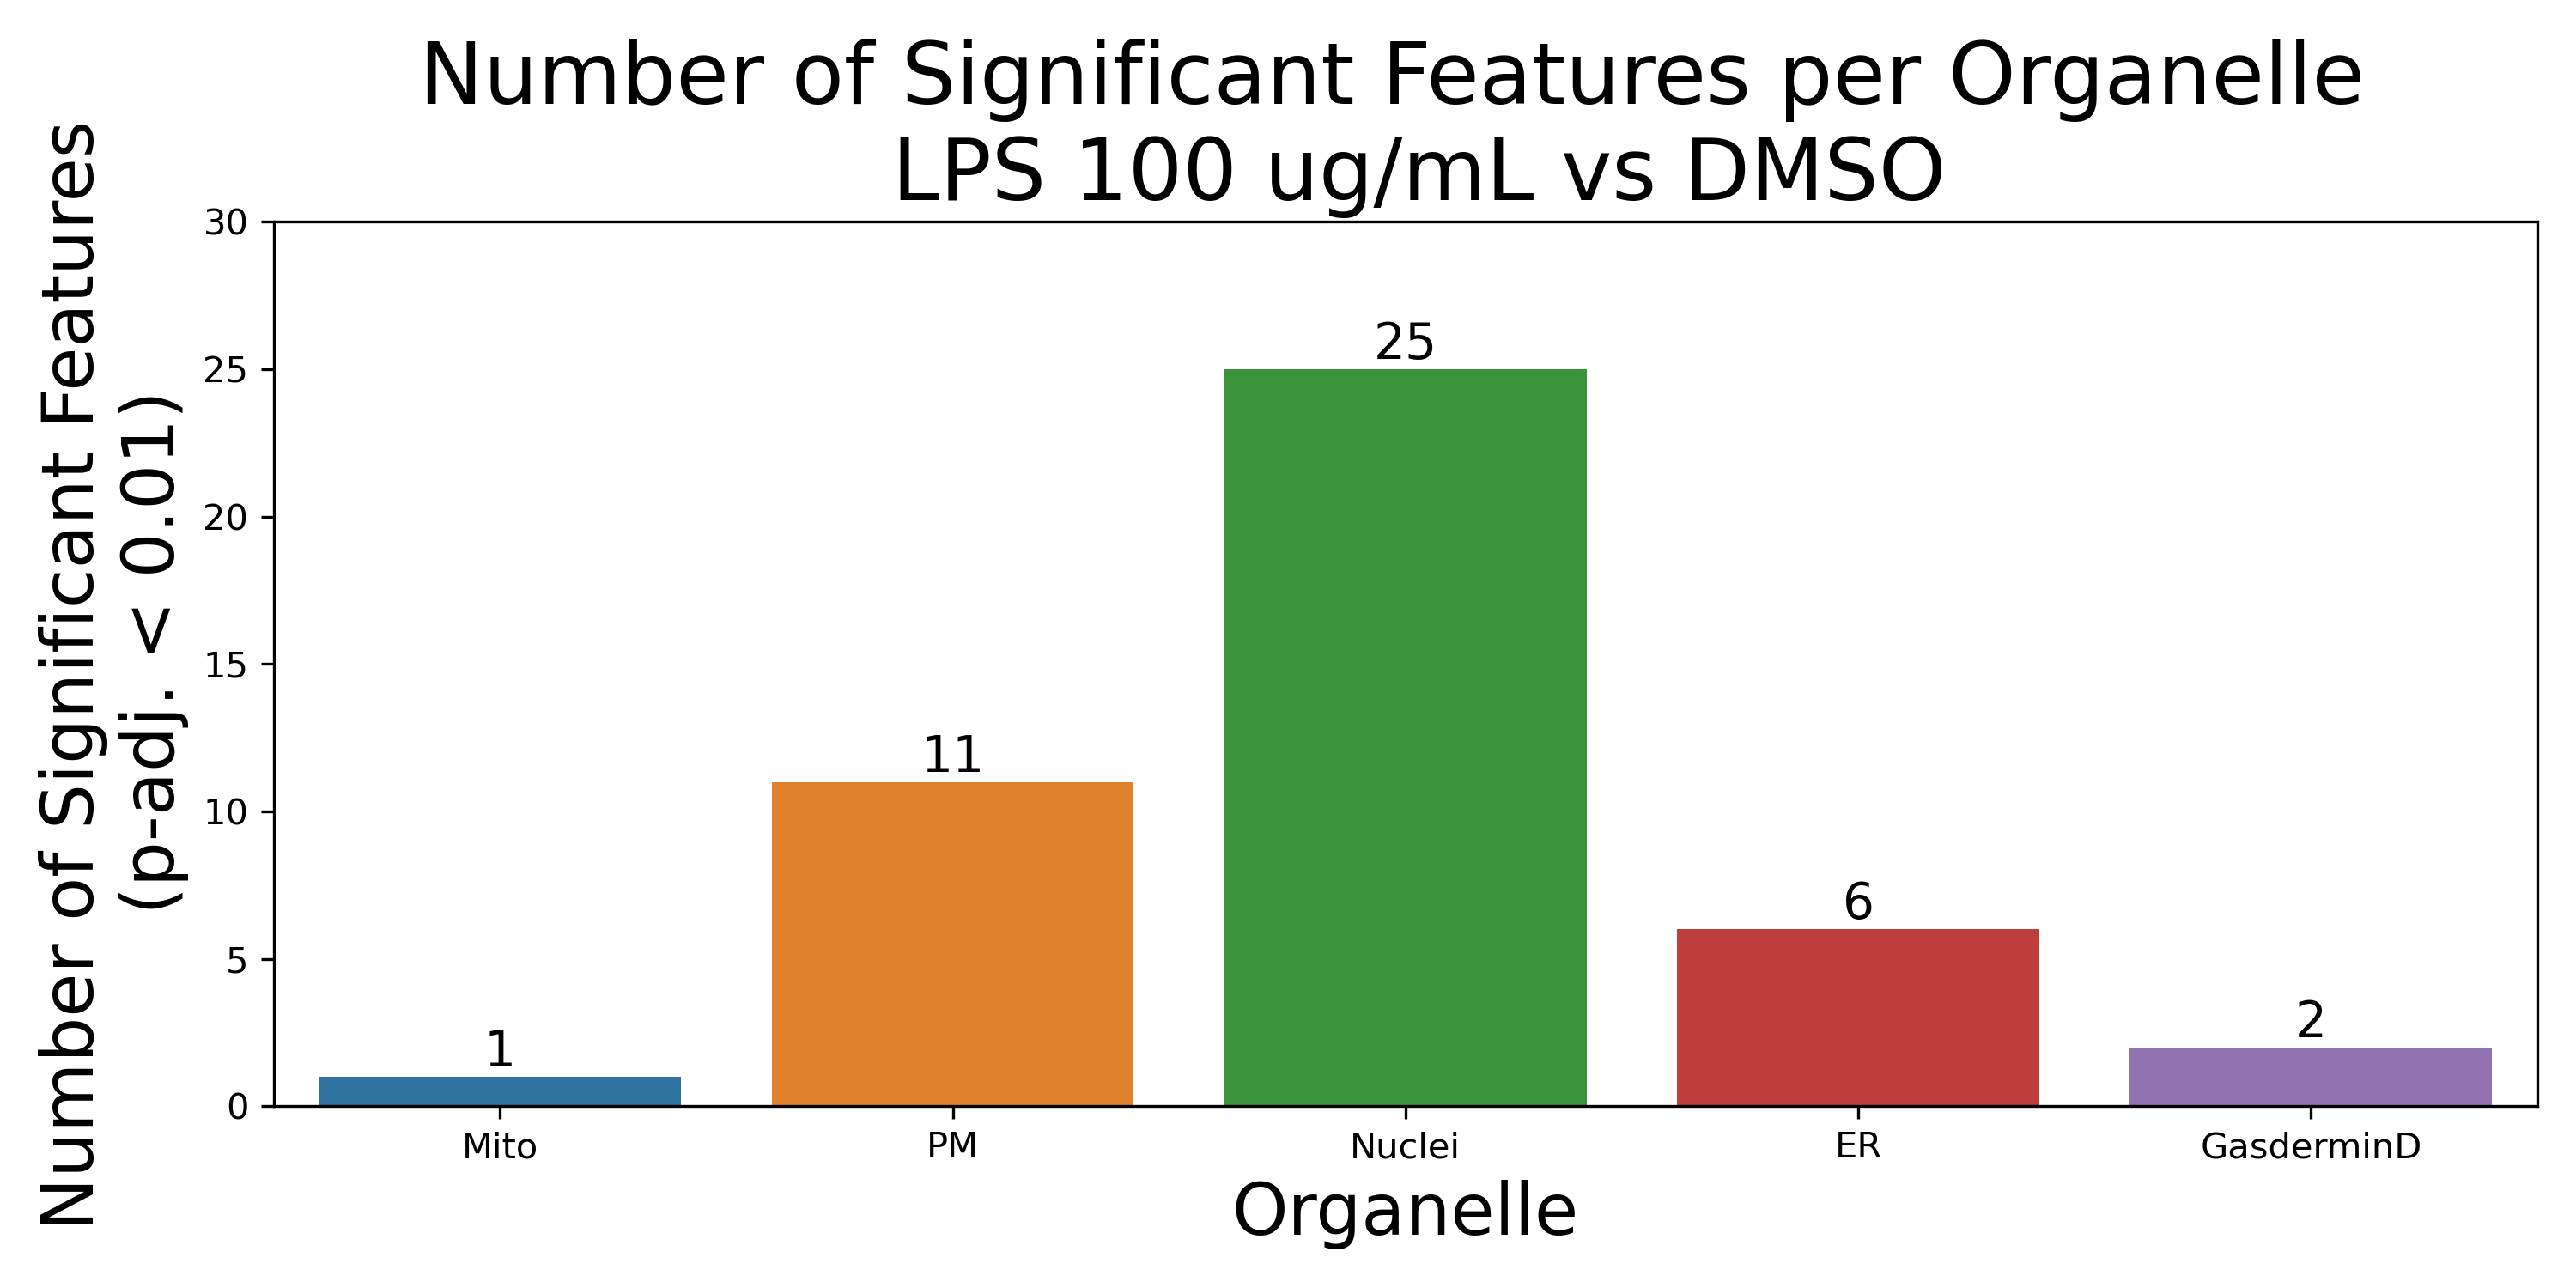 Number of Significant Features per Organelle
LPS 100 ug/mL vs DMSO
Number of Significant Features
(p-adj. < 0.01)
30
25
20
15
10
5
0
1
11
25
6
2
Mito
PM
Nuclei
ER
GasderminD
Organelle